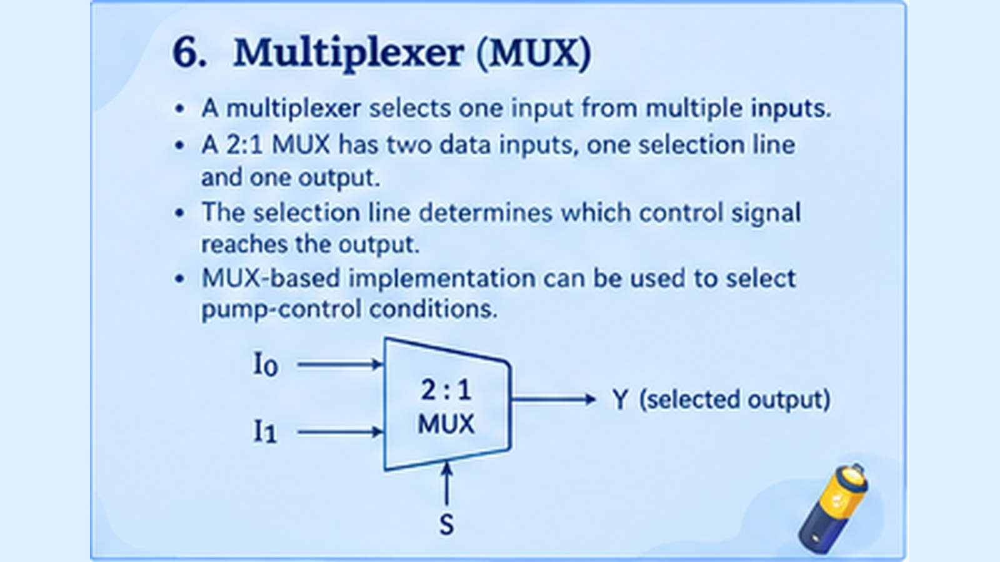 6. Multiplexer (MUX)
• A multiplexer selects one input from multiple inputs.
• A 2:1 MUX has two data inputs, one selection line
and one output.
• The selection line determines which control signal
reaches the output.
• MUX-based implementation can be used to select
pump-control conditions.
I0
2 : 1
MUX
Y (selected output)
I1
S